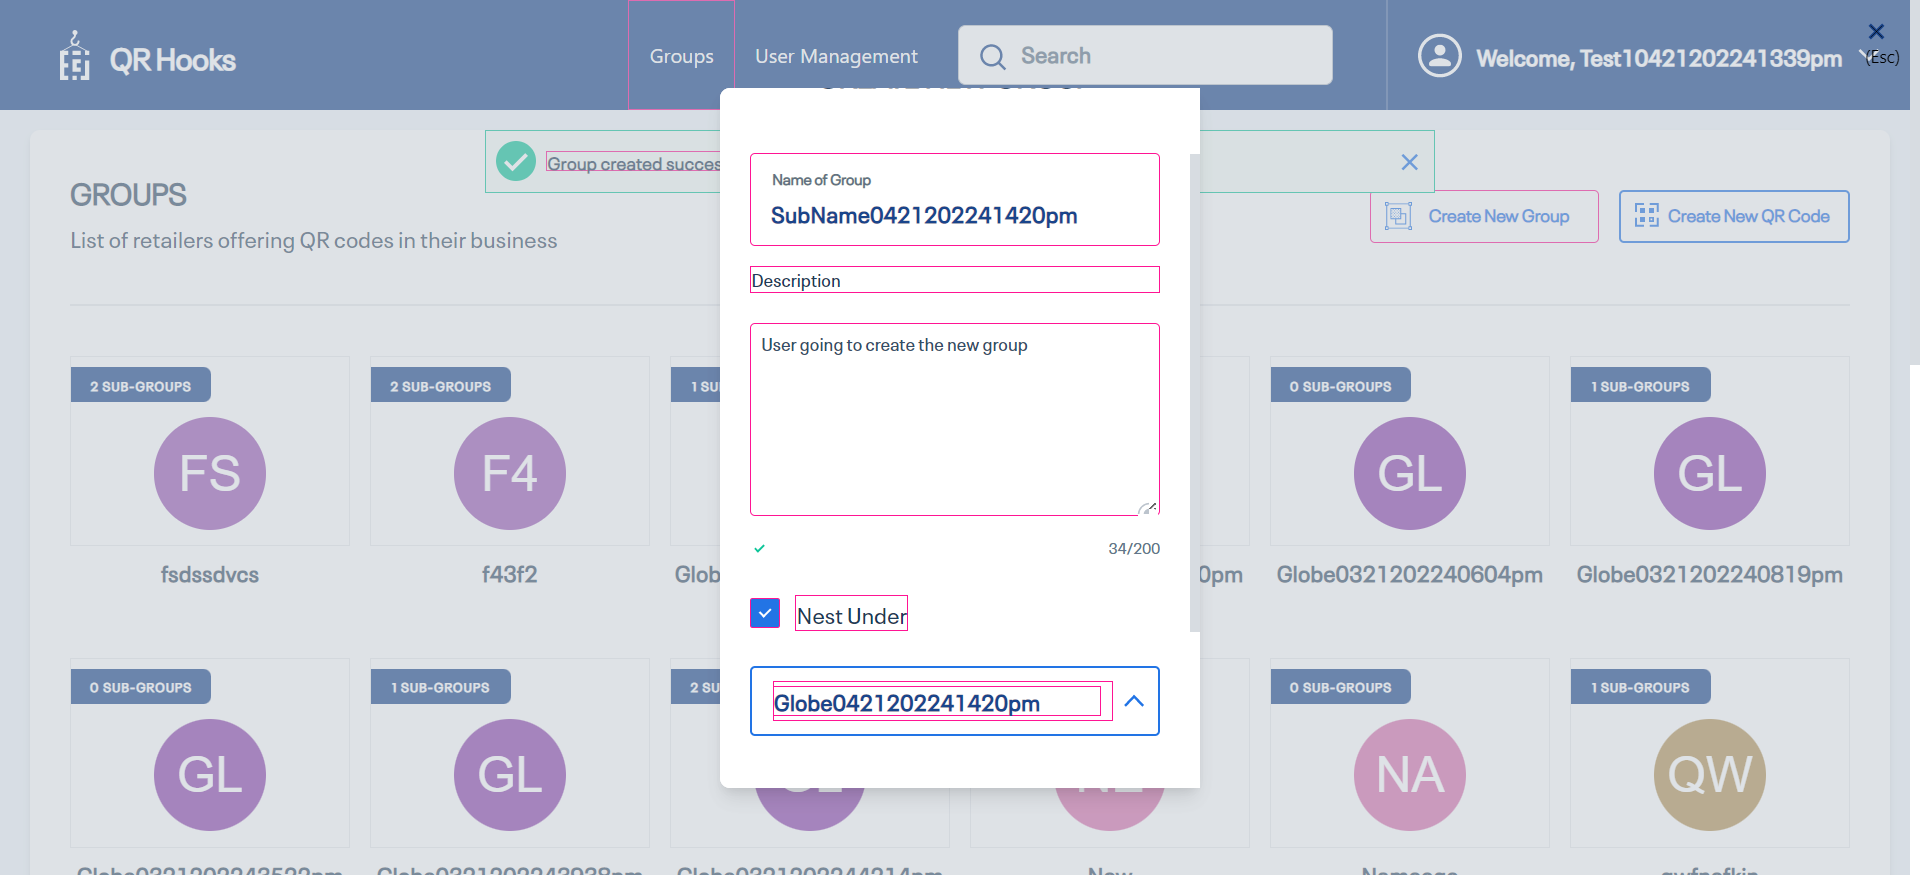 QR Hooks
Groups
User Management
Search
Welcome, Test10421202241339pm
(Esc)
Group created succes
GROUPS
List of retailers offering QR codes in their business
Create New Group
Create New QR Code
Name of Group
SubName0421202241420pm
Description
User going to create the new group
34/200
Nest Under
Globe0421202241420pm
2 SUB-GROUPS
2 SUB-GROUPS
1 SU
0 SUB-GROUPS
1 SUB-GROUPS
FS
F4
GL
GL
fsdssdvcs
f43f2
Globe0321202240604pm
Globe0321202240819pm
0 SUB-GROUPS
1 SUB-GROUPS
2 SU
0 SUB-GROUPS
1 SUB-GROUPS
GL
GL
NA
QW